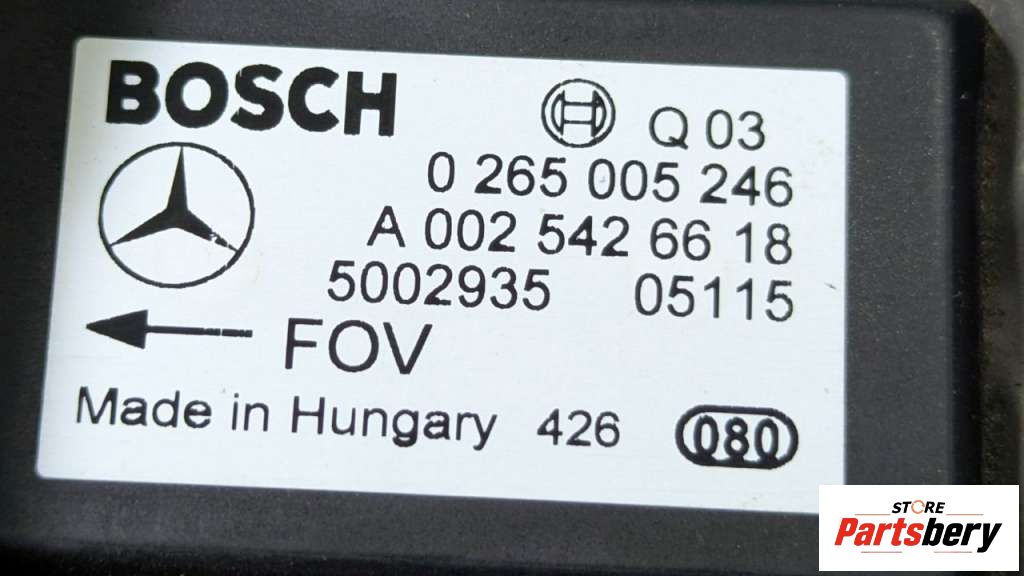 BOSCH
Q 03
0 265 005 246
A 002 542 66 18
5002935 05115
FOV
Made in Hungary 426 080
STORE
Partsbery